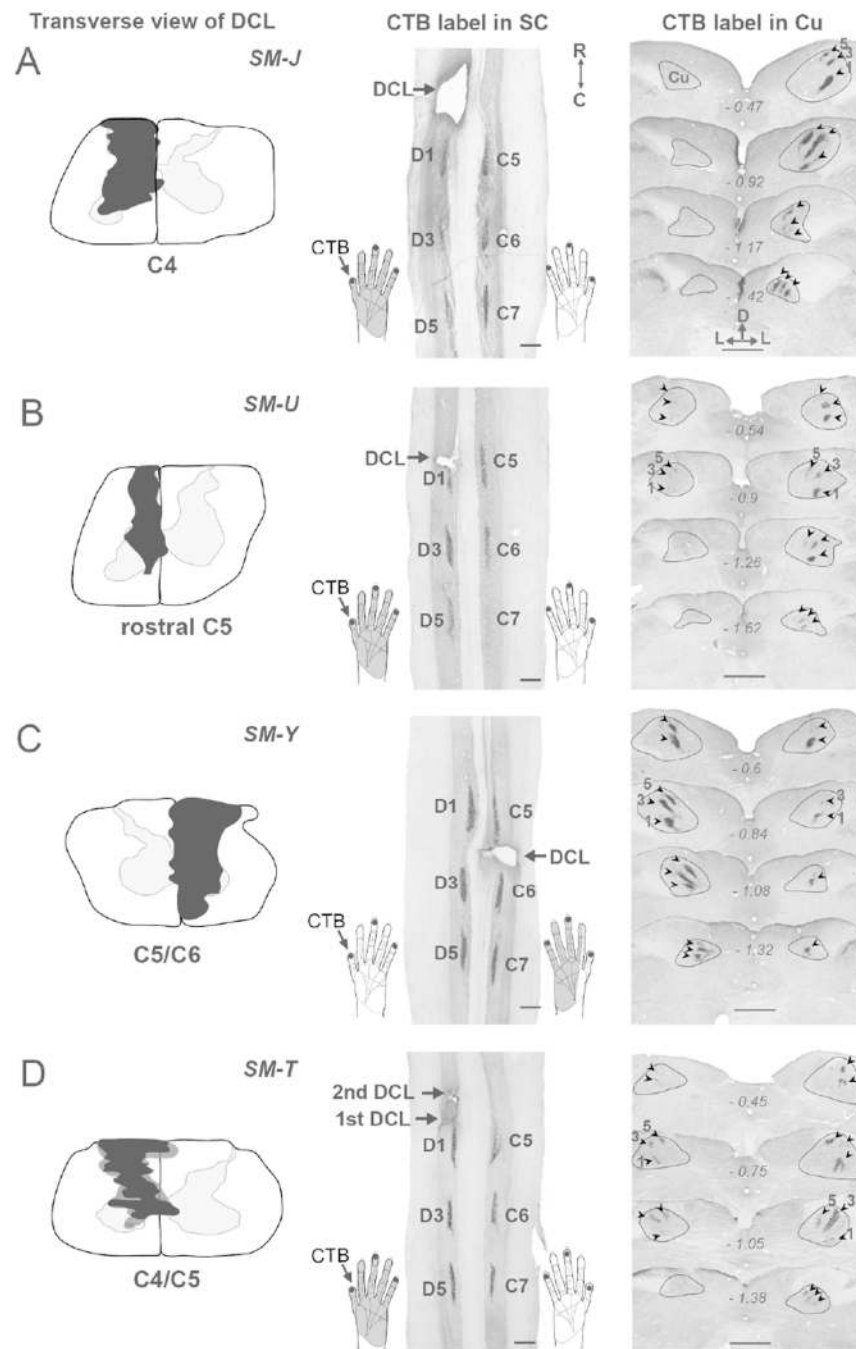 Transverse view of DCL
CTB label in SC
CTB label in Cu
A
SM-J
C4
DCL
R
C
D1
C5
D3
C6
D5
C7
CTB
Cu
5
3
1
- 0.47
- 0.92
- 1.17
42
D
L L
B
SM-U
rostral C5
DCL
D1
C5
D3
C6
D5
C7
CTB
- 0.54
5
3
1
5
3
1
- 0.9
- 1.26
- 1.62
C
SM-Y
C5/C6
D1
C5
DCL
D3
C6
D5
C7
CTB
- 0.6
5
3
1
3
1
- 0.84
- 1.08
- 1.32
D
SM-T
C4/C5
2nd DCL
1st DCL
D1
C5
D3
C6
D5
C7
CTB
- 0.45
5
3
1
- 0.75
5
3
1
- 1.05
- 1.38